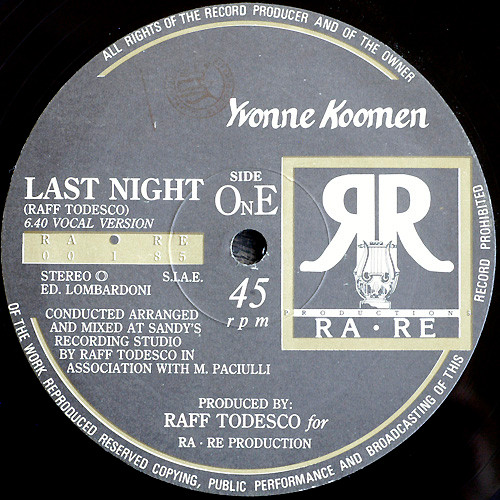 ALL RIGHTS OF THE RECORD PRODUCER AND OF THE OWNER
Yvonne Koomen
LAST NIGHT
(RAFF TODESCO)
6.40 VOCAL VERSION
RA • RE
00185
STEREO
S.I.A.E.
ED. LOMBARDONI
CONDUCTED ARRANGED
AND MIXED AT SANDY'S
RECORDING STUDIO
BY RAFF TODESCO IN
ASSOCIATION WITH M. PACIULLI
SIDE
ONE
45
rpm
RR
PRODUCTION
RA • RE
PRODUCED BY:
RAFF TODESCO for
RA • RE PRODUCTION
OF THE WORK REPRODUCED RESERVED COPYING, PUBLIC PERFORMANCE AND BROADCASTING OF THIS
RECORD PROHIBITED